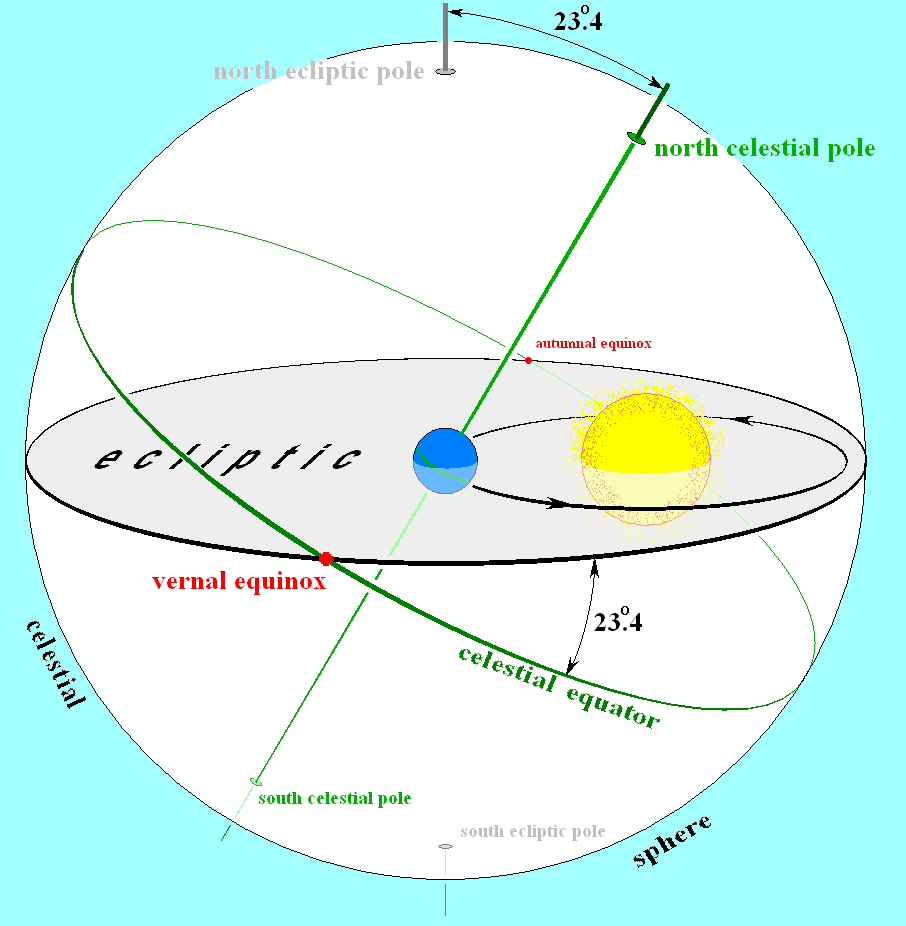 23°.4
north ecliptic pole
north celestial pole
autumnal equinox
ecliptic
vernal equinox
23°.4
celestial equator
celestial
south celestial pole
south ecliptic pole
sphere